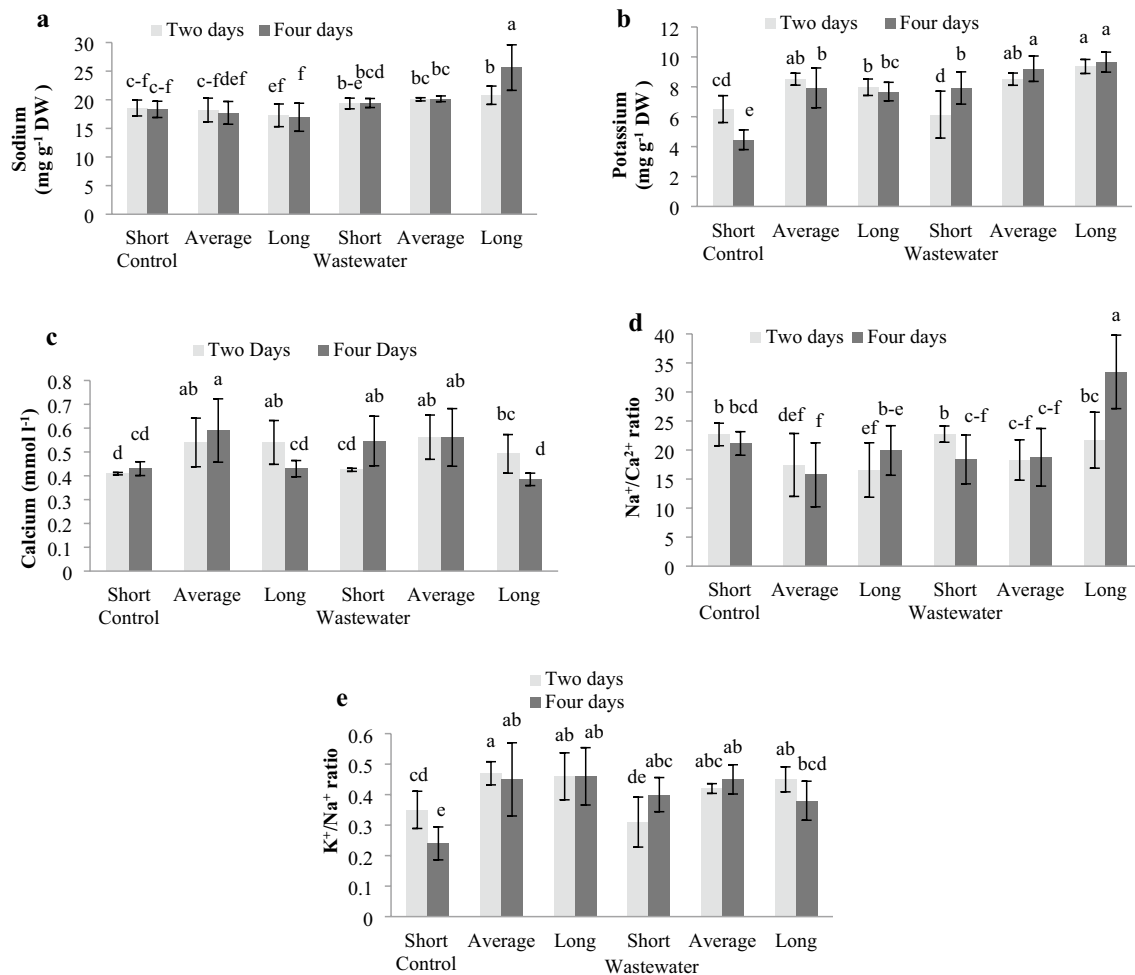 a
Two days Four days
Sodium
(mg g-1 DW)
30
25
20
15
10
5
0
c-f c-f c-f def ef f b-e bcd bc bc b a
Short Average Long Short Average Long
Control Wastewater
b
Two days Four days
Potassium
(mg g-1 DW)
12
10
8
6
4
2
0
cd e ab b b bc d b ab a a a
Short Average Long Short Average Long
Control Wastewater
c
Two Days Four Days
Calcium (mmol l-1)
0.8
0.7
0.6
0.5
0.4
0.3
0.2
0.1
0
d cd ab a ab cd cd ab ab ab bc d
Short Average Long Short Average Long
Control Wastewater
d
Two days Four days
Na+/Ca2+ ratio
40
35
30
25
20
15
10
5
0
b bcd def f ef b-e b c-f c-f c-f bc a
Short Average Long Short Average Long
Control Wastewater
e
Two days
Four days
K+/Na+ ratio
0.6
0.5
0.4
0.3
0.2
0.1
0
cd e a ab ab ab de abc abc ab ab bcd
Short Average Long Short Average Long
Control Wastewater